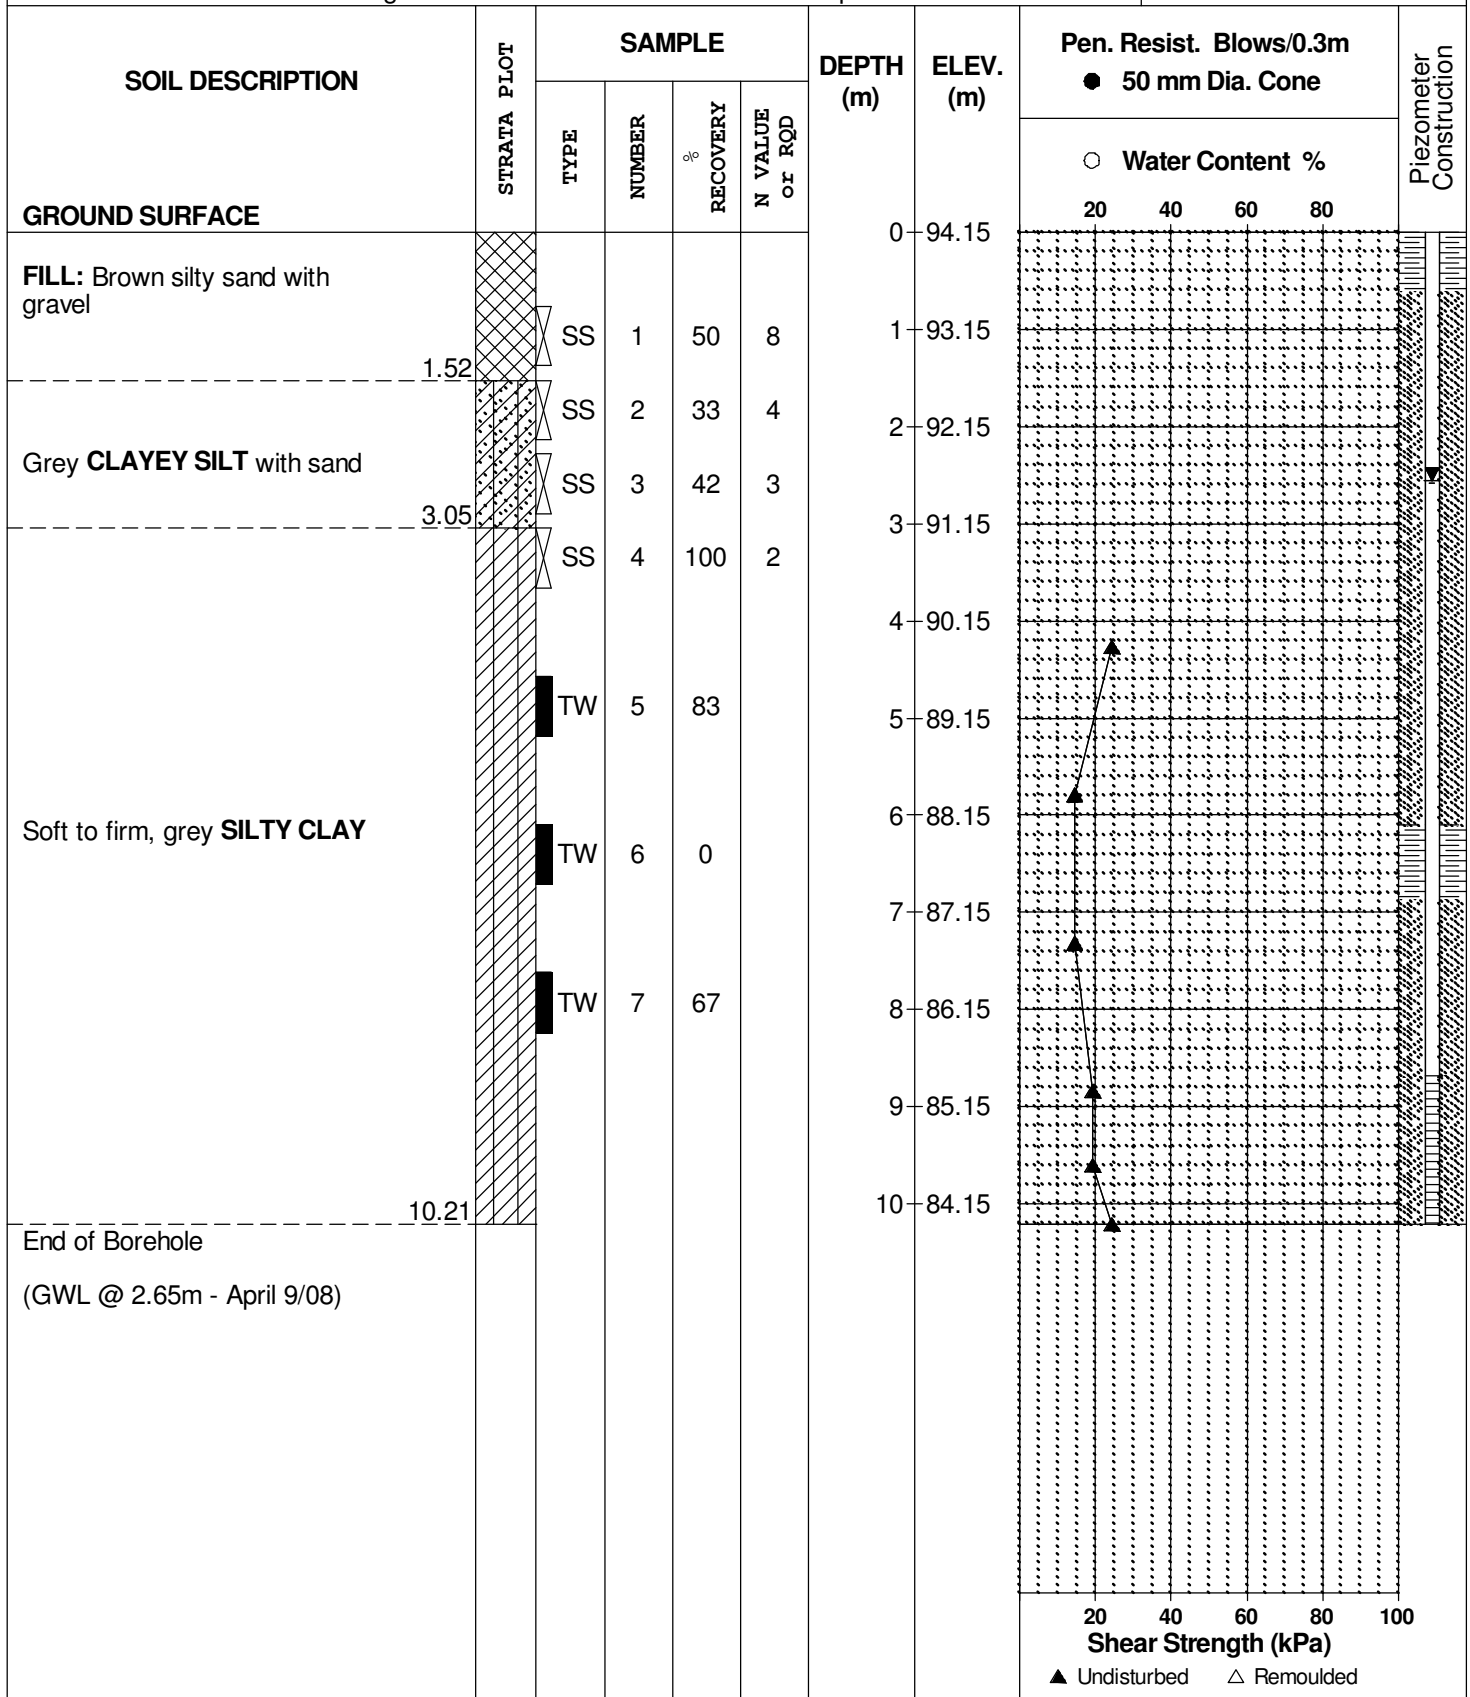 SOIL DESCRIPTION
GROUND SURFACE
STRATA PLOT
SAMPLE
TYPE
NUMBER
% RECOVERY
N VALUE or RQD
DEPTH (m)
ELEV. (m)
Pen. Resist. Blows/0.3m
● 50 mm Dia. Cone
○ Water Content %
20 40 60 80
Piezometer Construction
0 94.15
FILL: Brown silty sand with
gravel
SS 1 50 8
1 93.15
1.52
SS 2 33 4
2 92.15
Grey CLAYEY SILT with sand
SS 3 42 3
3.05
3 91.15
SS 4 100 2
4 90.15
TW 5 83
5 89.15
6 88.15
Soft to firm, grey SILTY CLAY
TW 6 0
7 87.15
TW 7 67
8 86.15
9 85.15
10 84.15
10.21
End of Borehole
(GWL @ 2.65m - April 9/08)
20 40 60 80 100
Shear Strength (kPa)
▲ Undisturbed △ Remoulded